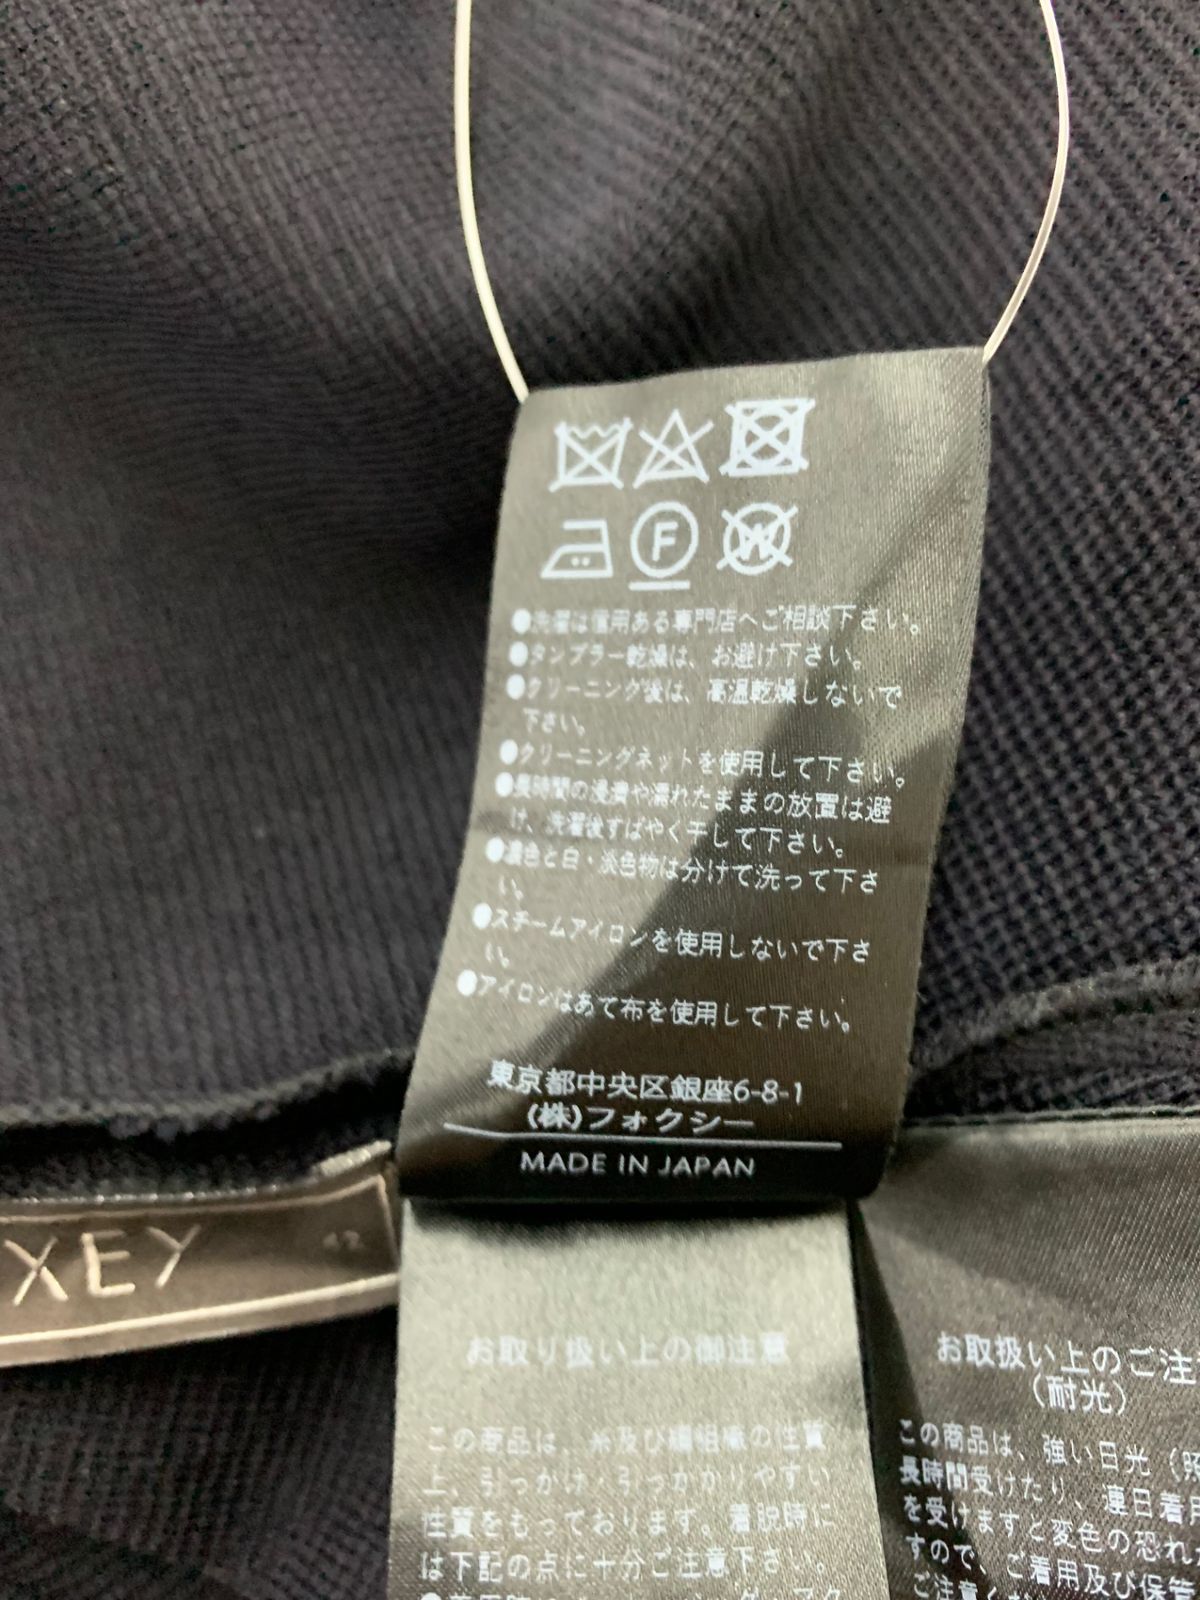 F
W
●洗濯は信用ある専門店へご相談下さい。
●タンブラー乾燥は、お避け下さい。
●クリーニング後は、高温乾燥しないで
下さい。
●クリーニングネットを使用して下さい。
●長時間の浸漬や濡れたままの放置は避
け、洗濯後すばやく干して下さい。
●濃色と白・淡色物は分けて洗って下さ
い。
●スチームアイロンを使用しないで下さ
い。
●アイロンはあて布を使用して下さい。
東京都中央区銀座6-8-1
(株)フォクシー
MADE IN JAPAN
XEY
42
お取り扱い上の御注意
この商品は、糸及び編組織の性質
上、引っかけ・引っかかりやすい
性質をもっております。着脱時に
は下記の点に十分ご注意下さい。
お取扱い上のご注
（耐光）
この商品は、強い日光（照
長時間受けたり、連日着用
を受けますと変色の恐れ
すので、ご着用及び保管
ご注意くだ